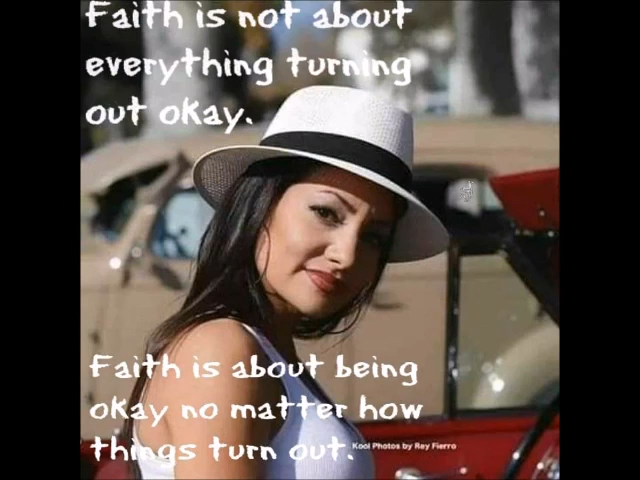 Faith is not about
everything turning
out okay.
Faith is about being
okay no matter how
things turn out.
Kool Photos by Rey Fierro